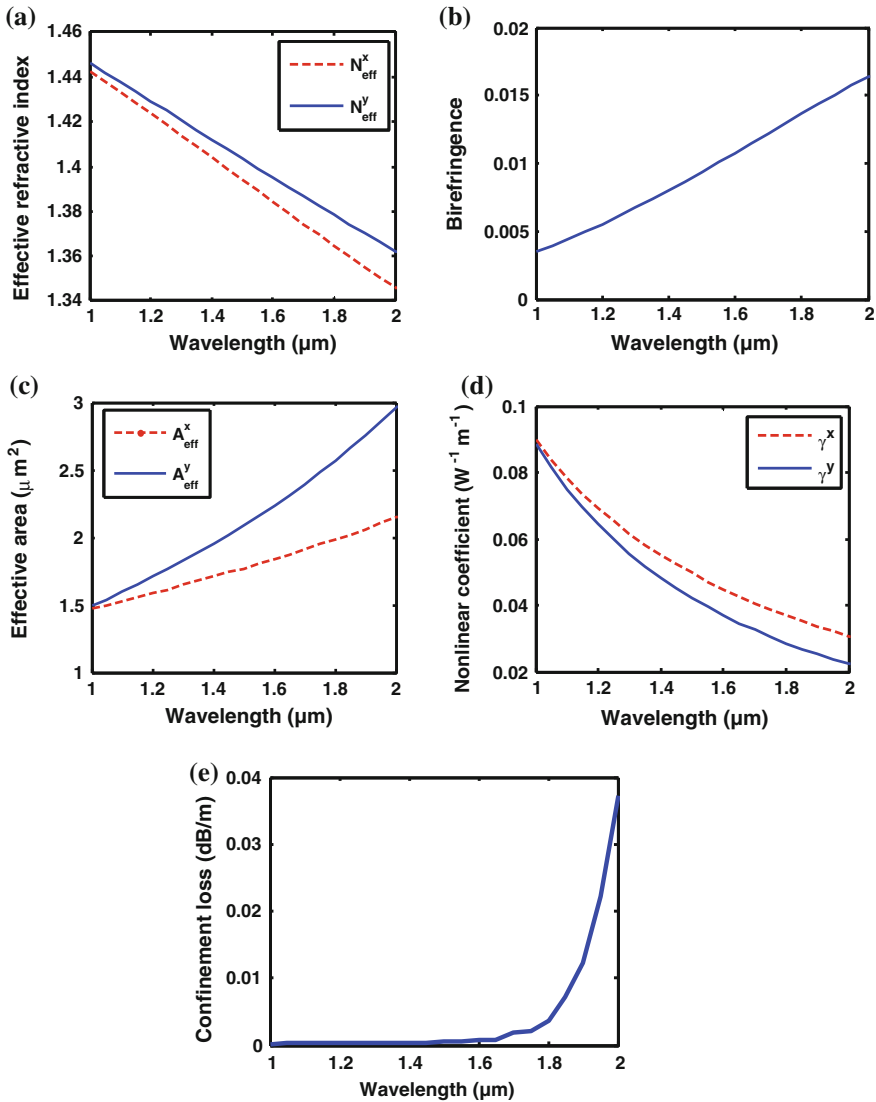 (a)
1.46
1.44
1.42
1.4
1.38
1.36
1.34
Effective refractive index
N_eff^x
N_eff^y
1 1.2 1.4 1.6 1.8 2
Wavelength (µm)
(b)
0.02
0.015
0.01
0.005
0
Birefringence
1 1.2 1.4 1.6 1.8 2
Wavelength (µm)
(c)
3
2.5
2
1.5
1
Effective area (µ m²)
A_eff^x
A_eff^y
1 1.2 1.4 1.6 1.8 2
Wavelength (µm)
(d)
0.1
0.08
0.06
0.04
0.02
Nonlinear coefficient (W⁻¹ m⁻¹)
γ^x
γ^y
1 1.2 1.4 1.6 1.8 2
Wavelength (µm)
(e)
0.04
0.03
0.02
0.01
0
Confinement loss (dB/m)
1 1.2 1.4 1.6 1.8 2
Wavelength (µm)